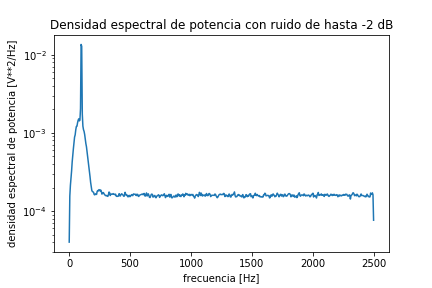 Densidad espectral de potencia con ruido de hasta -2 dB
densidad espectral de potencia [V**2/Hz]
10⁻²
10⁻³
10⁻⁴
0 500 1000 1500 2000 2500
frecuencia [Hz]